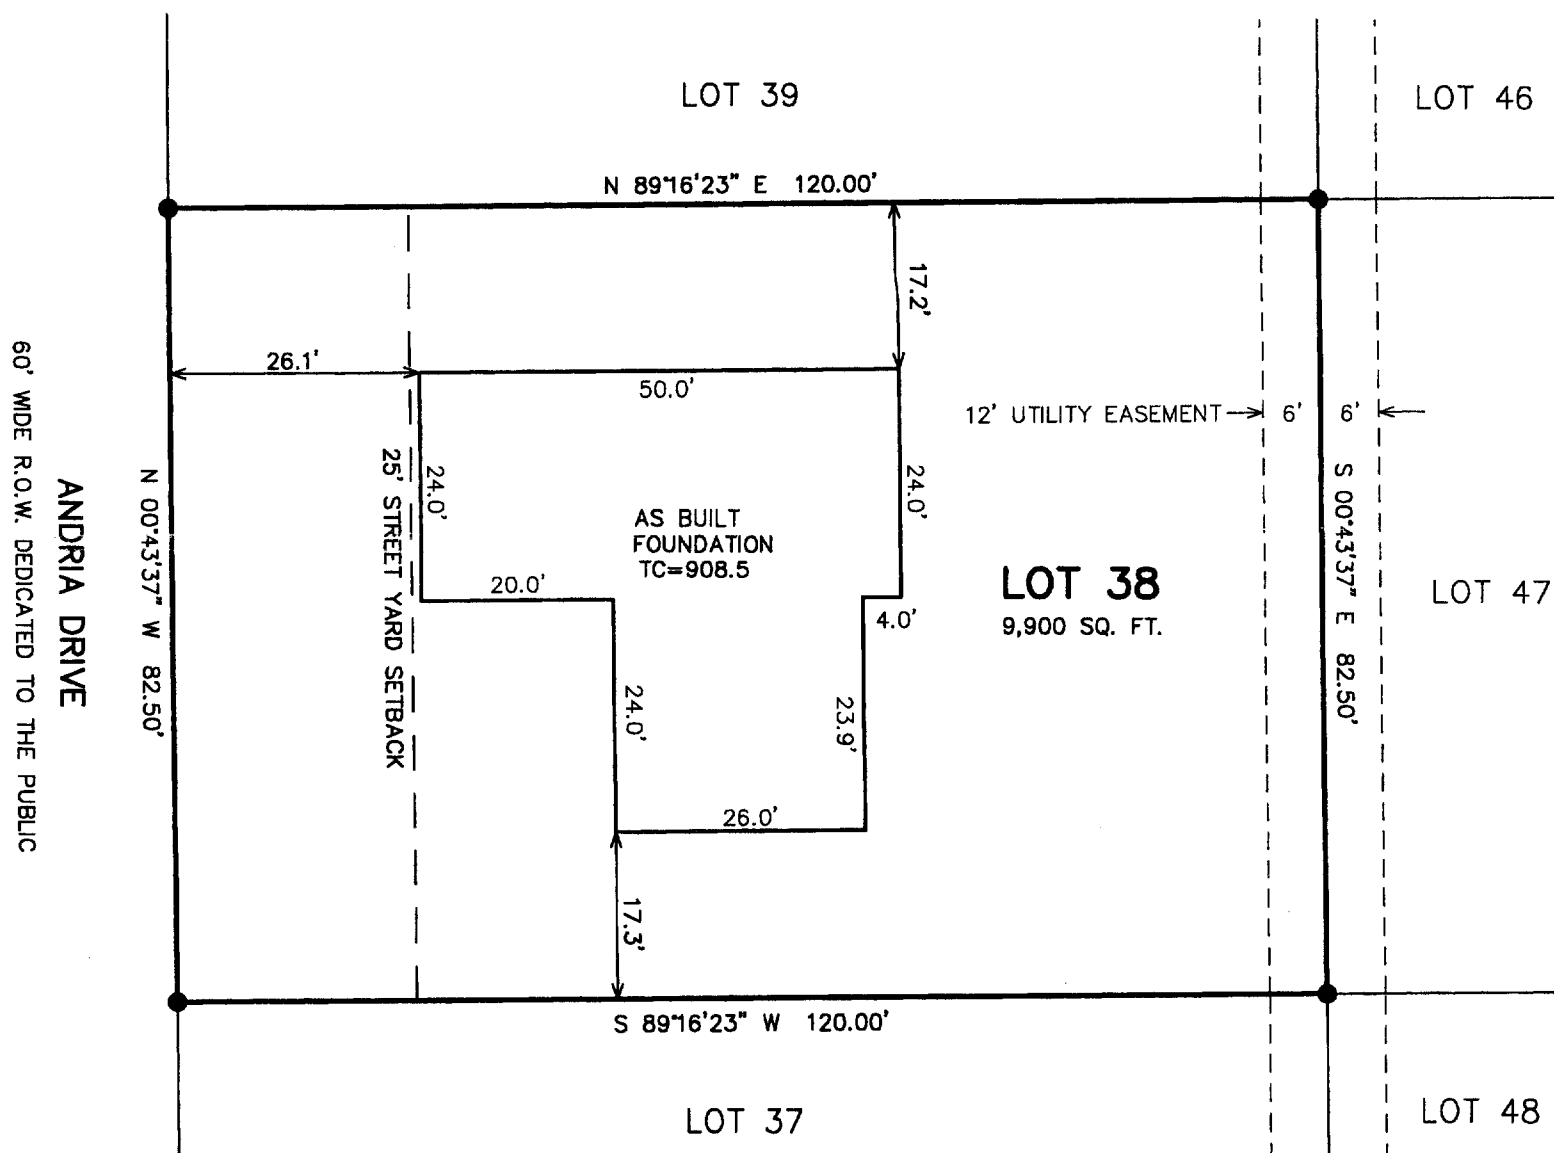 LOT 39
LOT 46
N 89°16'23" E 120.00'
17.2'
26.1'
50.0'
12' UTILITY EASEMENT
6'
6'
60' WIDE R.O.W. DEDICATED TO THE PUBLIC
ANDRIA DRIVE
N 00°43'37" W 82.50'
25' STREET YARD SETBACK
24.0'
AS BUILT
FOUNDATION
TC=908.5
24.0'
S 00°43'37" E 82.50'
20.0'
4.0'
LOT 38
9,900 SQ. FT.
LOT 47
24.0'
23.9'
26.0'
17.3'
S 89°16'23" W 120.00'
LOT 37
LOT 48